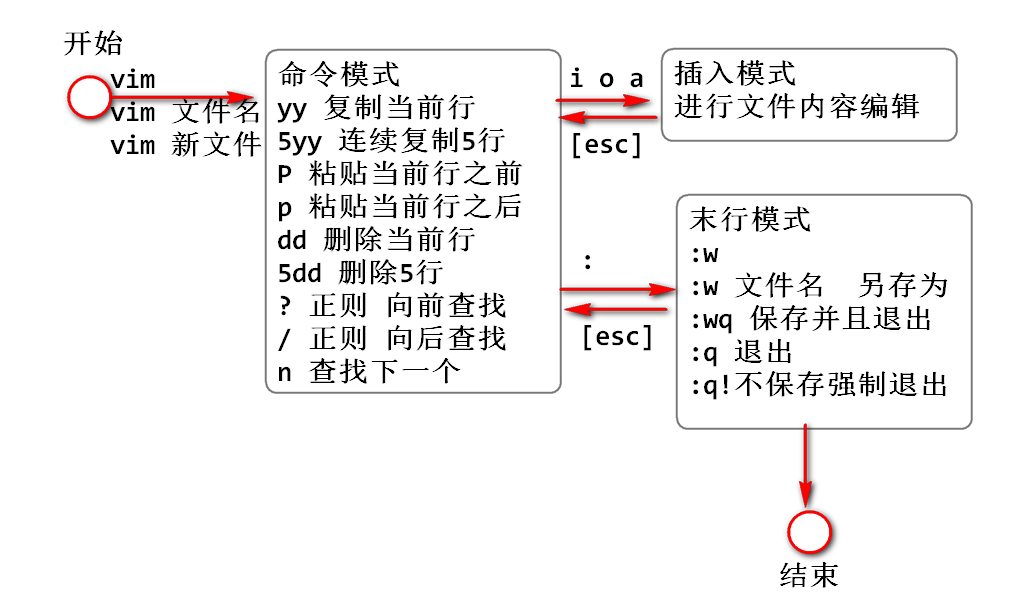 开始
vim
vim 文件名
vim 新文件
命令模式
yy 复制当前行
5yy 连续复制5行
P 粘贴当前行之前
p 粘贴当前行之后
dd 删除当前行
5dd 删除5行
? 正则 向前查找
/ 正则 向后查找
n 查找下一个
i o a
[esc]
插入模式
进行文件内容编辑
:
[esc]
末行模式
:w
:w 文件名 另存为
:wq 保存并且退出
:q 退出
:q!不保存强制退出
结束